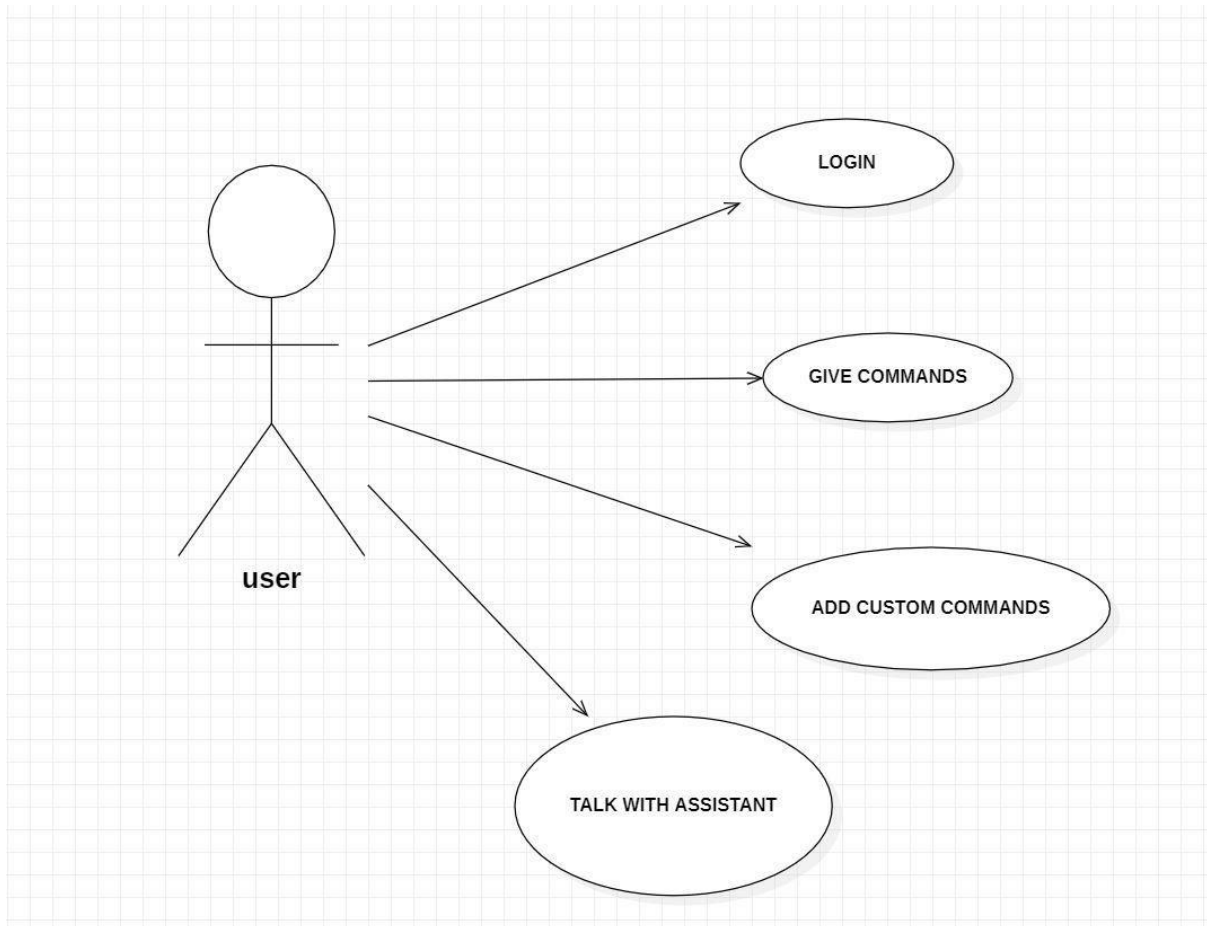 LOGIN
GIVE COMMANDS
user
ADD CUSTOM COMMANDS
TALK WITH ASSISTANT